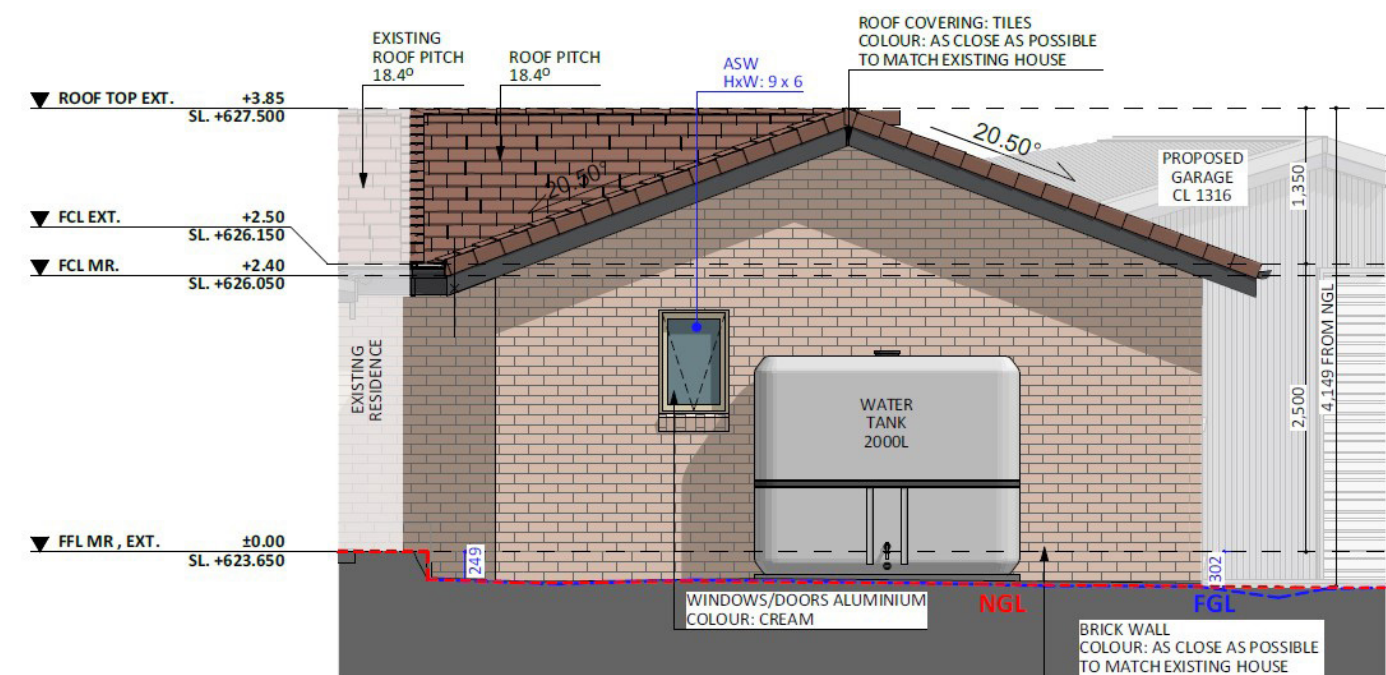 ROOF COVERING: TILES
COLOUR: AS CLOSE AS POSSIBLE
TO MATCH EXISTING HOUSE
EXISTING
ROOF PITCH
18.4º
ROOF PITCH
18.4º
ASW
HxW: 9 x 6
ROOF TOP EXT. +3.85
SL. +627.500
20.50°
20.50°
PROPOSED
GARAGE
CL 1316
1,350
FCL EXT. +2.50
SL. +626.150
FCL MR. +2.40
SL. +626.050
4,149 FROM NGL
2,500
EXISTING
RESIDENCE
WATER
TANK
2000L
FFL MR , EXT. ±0.00
SL. +623.650
249
302
NGL
FGL
WINDOWS/DOORS ALUMINIUM
COLOUR: CREAM
BRICK WALL
COLOUR: AS CLOSE AS POSSIBLE
TO MATCH EXISTING HOUSE